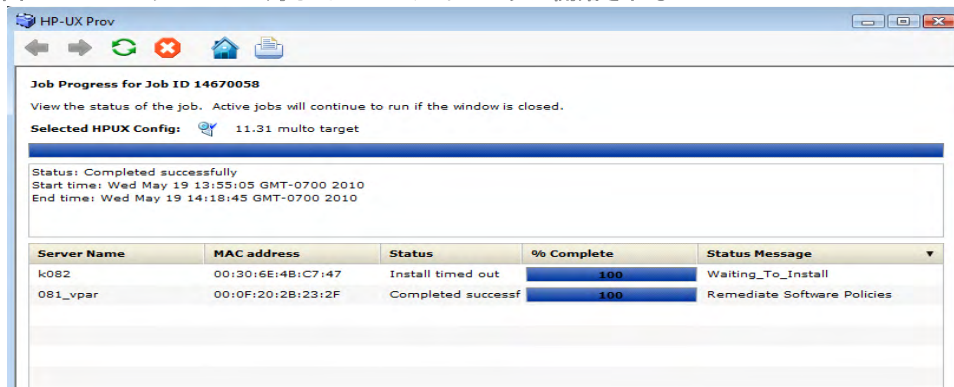 HP-UX Prov
Job Progress for Job ID 14670058
View the status of the job. Active jobs will continue to run if the window is closed.
Selected HPUX Config: 11.31 multo target
Status: Completed successfully
Start time: Wed May 19 13:55:05 GMT-0700 2010
End time: Wed May 19 14:18:45 GMT-0700 2010
Server Name MAC address Status % Complete Status Message
k082 00:30:6E:4B:C7:47 Install timed out 100 Waiting_To_Install
081_vpar 00:0F:20:2B:23:2F Completed successf 100 Remediate Software Policies